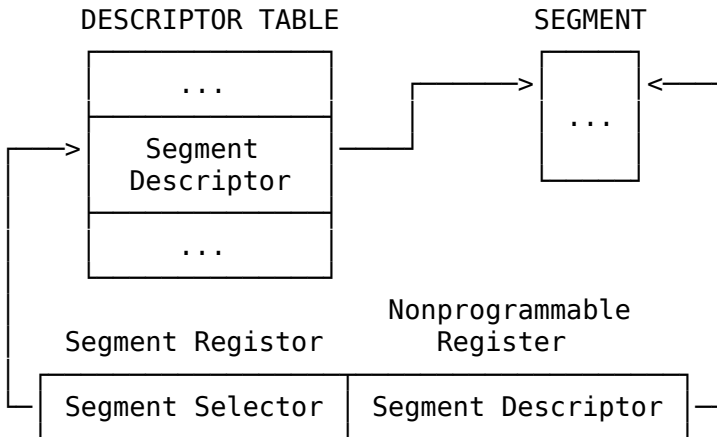 DESCRIPTOR TABLE SEGMENT
...
...
Segment
Descriptor
...
Nonprogrammable
Segment Registor Register
Segment Selector Segment Descriptor